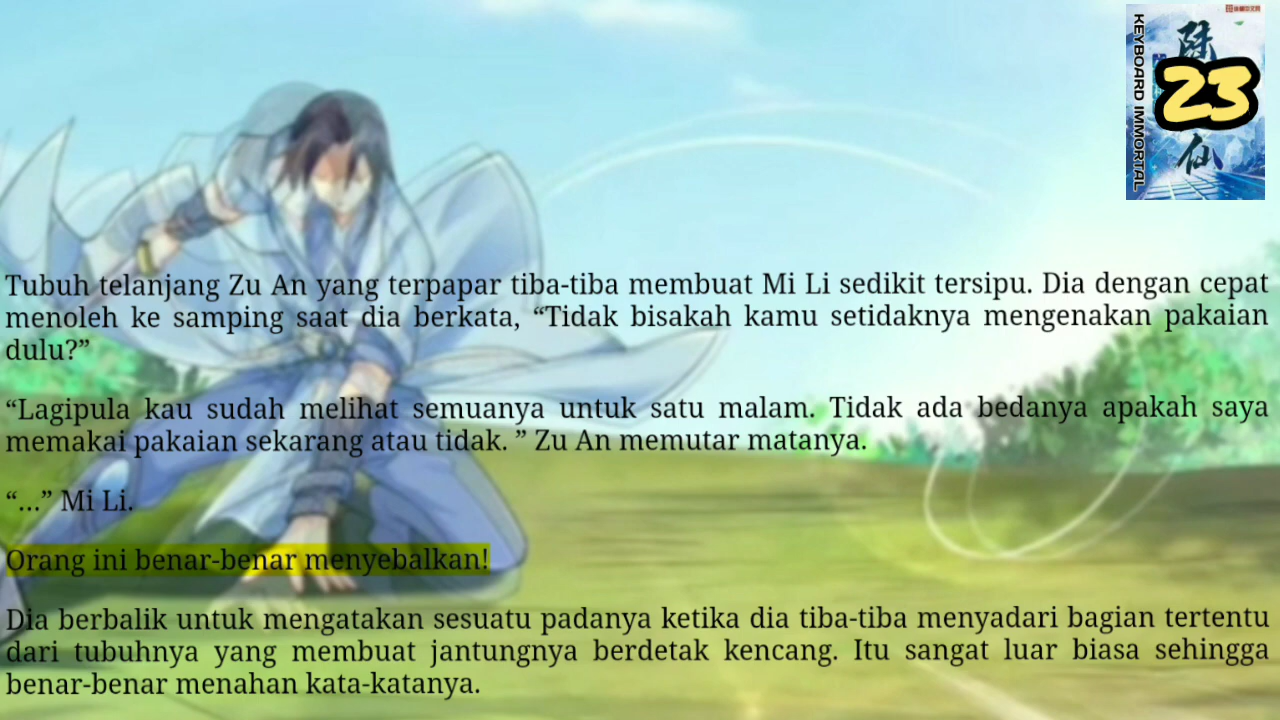 陆
KEYBOARD IMMORTAL
23
仙
Tubuh telanjang Zu An yang terpapar tiba-tiba membuat Mi Li sedikit tersipu. Dia dengan cepat
menoleh ke samping saat dia berkata, “Tidak bisakah kamu setidaknya mengenakan pakaian
dulu?”
“Lagipula kau sudah melihat semuanya untuk satu malam. Tidak ada bedanya apakah saya
memakai pakaian sekarang atau tidak. ” Zu An memutar matanya.
“…” Mi Li.
Orang ini benar-benar menyebalkan!
Dia berbalik untuk mengatakan sesuatu padanya ketika dia tiba-tiba menyadari bagian tertentu
dari tubuhnya yang membuat jantungnya berdetak kencang. Itu sangat luar biasa sehingga
benar-benar menahan kata-katanya.